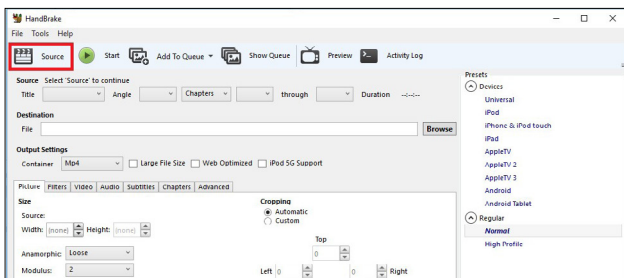 HandBrake
File Tools Help
Source Start Add To Queue Show Queue Preview Activity Log
Source Select 'Source' to continue
Title Angle Chapters through Duration --:--:--
Destination
File Browse
Output Settings
Container Mp4 Large File Size Web Optimized iPod 5G Support
Picture Filters Video Audio Subtitles Chapters Advanced
Size
Source:
Width: (none) Height: (none)
Anamorphic: Loose
Modulus: 2
Cropping
Automatic
Custom
Top
0
Left 0 0 Right
Presets
Devices
Universal
iPod
iPhone & iPod touch
iPad
AppleTV
AppleTV 2
AppleTV 3
Android
Android Tablet
Regular
Normal
High Profile